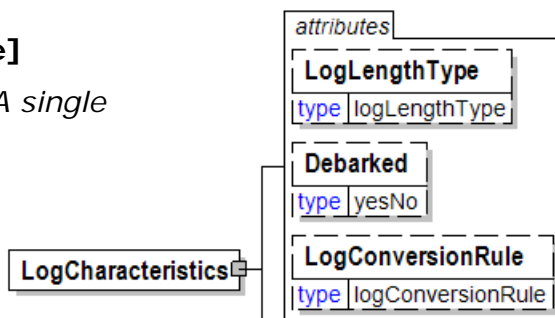 e]
A single
attributes
LogLengthType
type logLengthType
Debarked
type yesNo
LogCharacteristics
LogConversionRule
type logConversionRule